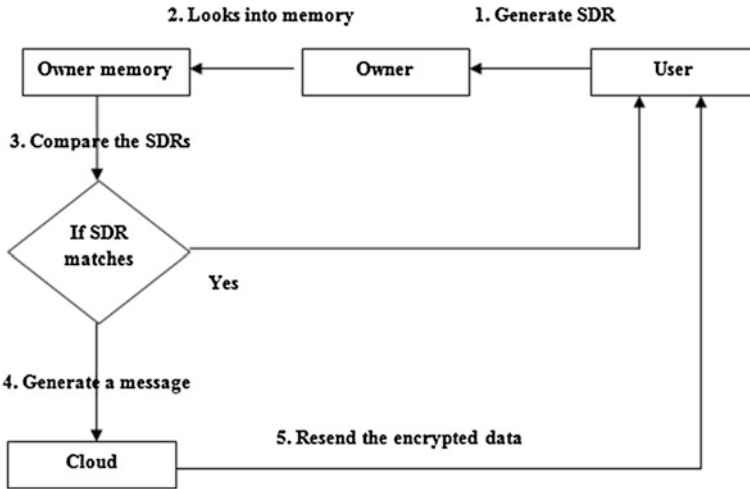 2. Looks into memory
1. Generate SDR
Owner memory
Owner
User
3. Compare the SDRs
If SDR
matches
Yes
4. Generate a message
5. Resend the encrypted data
Cloud